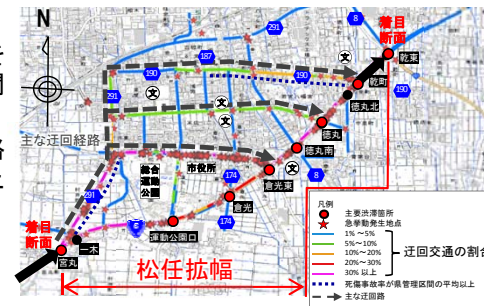 N
着目
断面
291
187
8
文
乾東
190
190
190
乾町
文
徳丸北
291
文
徳丸
文
主な迂回経路
徳丸南
総合
運動
公園
市役所
文
8
174
倉光東
291
倉光
174
着目
断面
運動公園口
一木
宮丸
松任拡幅
凡例
主要渋滞箇所
急挙動発生地点
1%~5%
5%~10%
10%~20%
20%~30%
30%以上
迂回交通の割合
死傷事故率が県管理区間の平均以上
主な迂回路